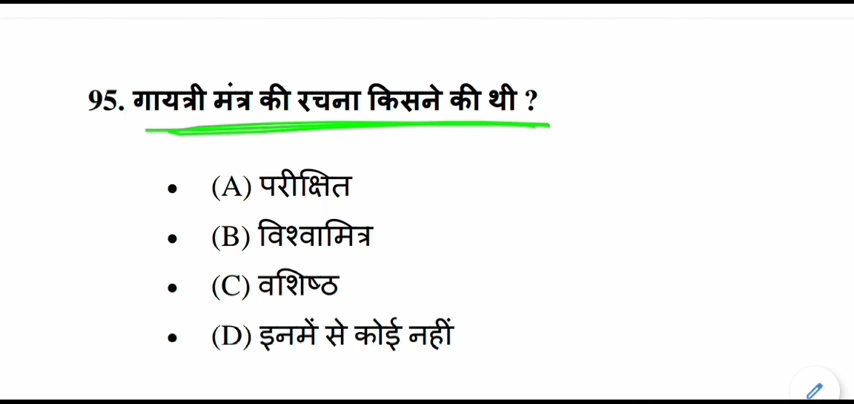 95. गायत्री मंत्र की रचना किसने की थी ?
• (A) परीक्षित
• (B) विश्वामित्र
• (C) वशिष्ठ
• (D) इनमें से कोई नहीं